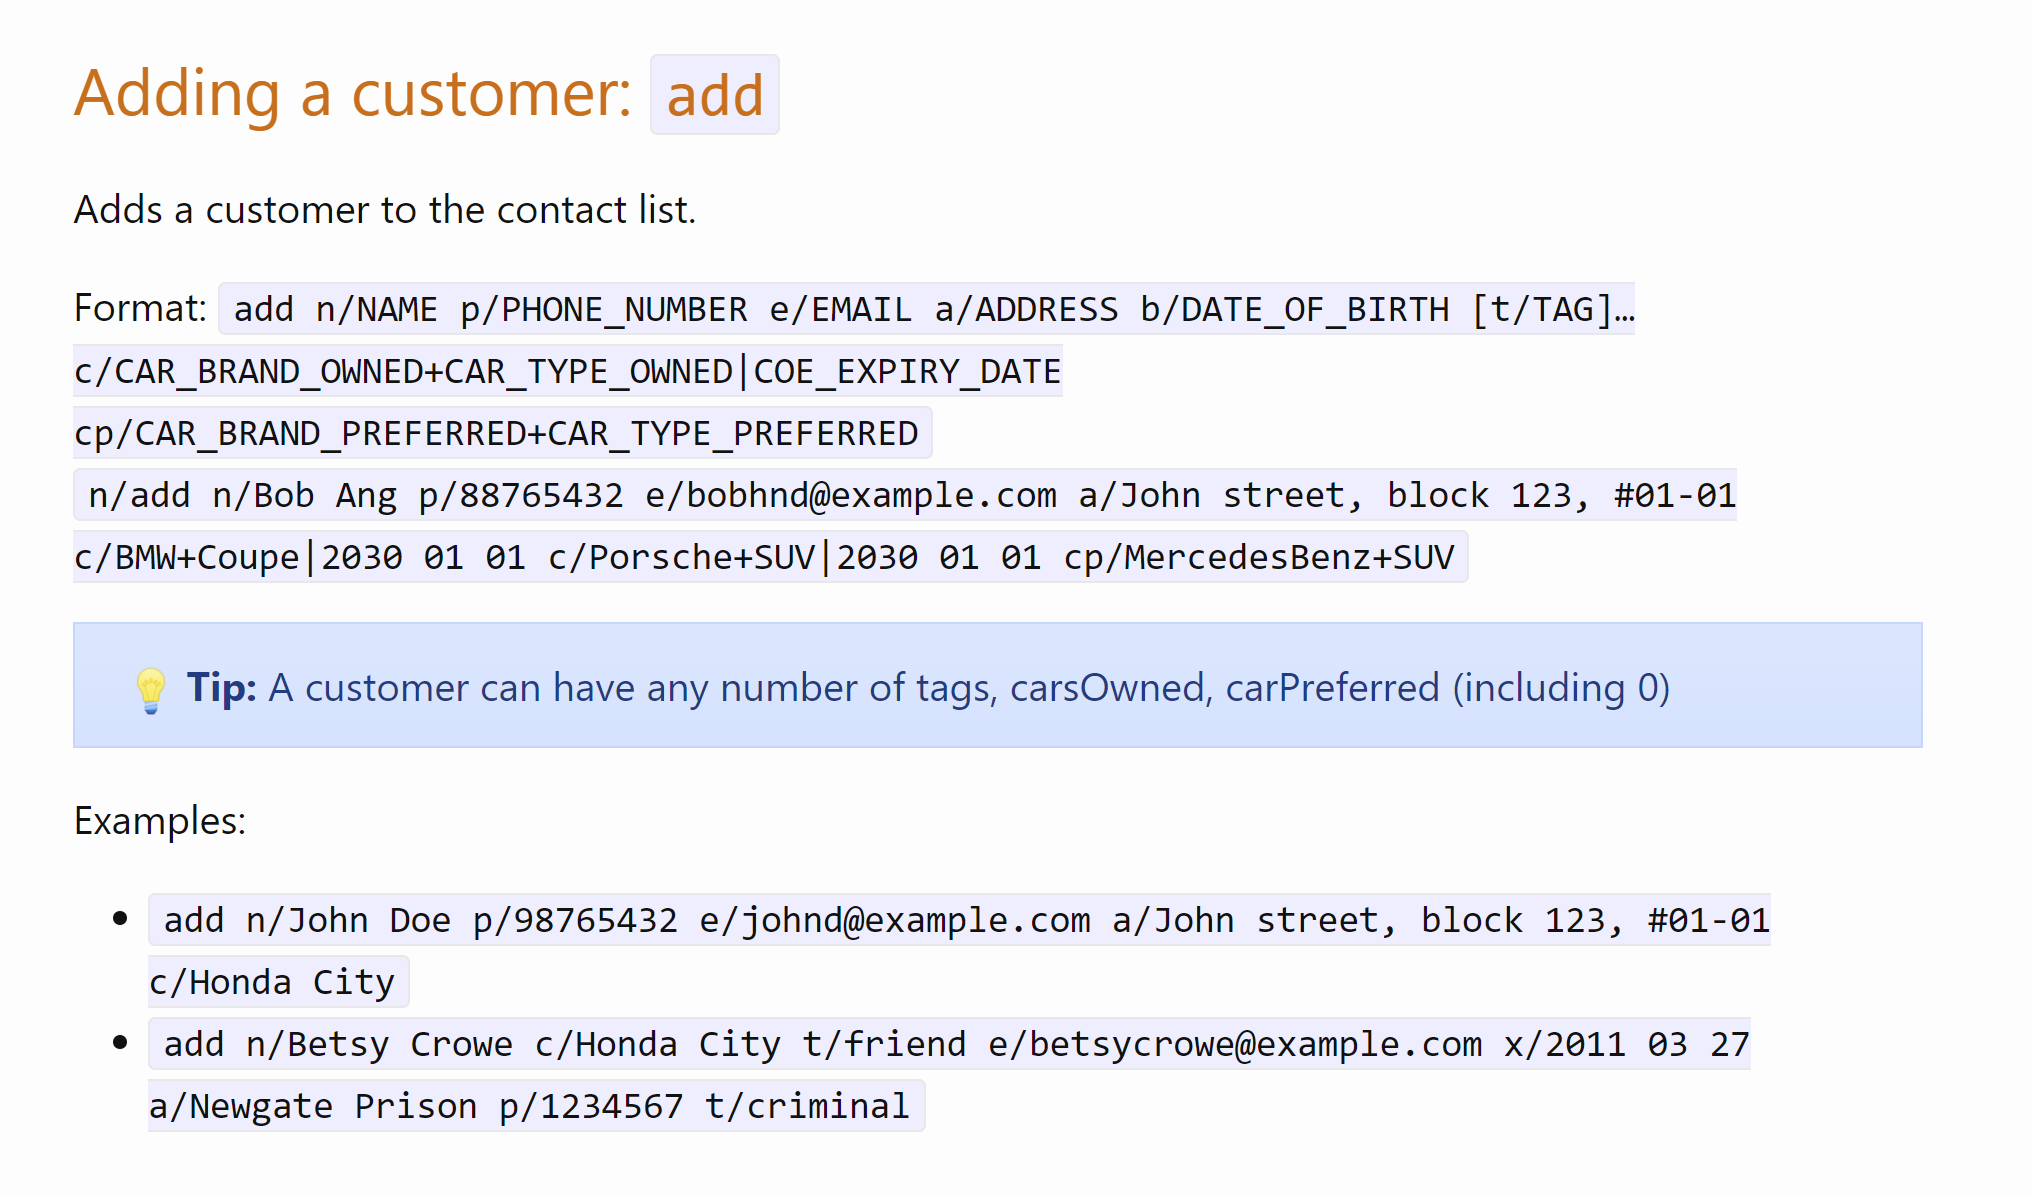 Adding a customer: add
Adds a customer to the contact list.
Format: add n/NAME p/PHONE_NUMBER e/EMAIL a/ADDRESS b/DATE_OF_BIRTH [t/TAG]…
c/CAR_BRAND_OWNED+CAR_TYPE_OWNED|COE_EXPIRY_DATE
cp/CAR_BRAND_PREFERRED+CAR_TYPE_PREFERRED
n/add n/Bob Ang p/88765432 e/bobhnd@example.com a/John street, block 123, #01-01
c/BMW+Coupe|2030 01 01 c/Porsche+SUV|2030 01 01 cp/MercedesBenz+SUV
Tip: A customer can have any number of tags, carsOwned, carPreferred (including 0)
Examples:
• add n/John Doe p/98765432 e/johnd@example.com a/John street, block 123, #01-01
c/Honda City
• add n/Betsy Crowe c/Honda City t/friend e/betsycrowe@example.com x/2011 03 27
a/Newgate Prison p/1234567 t/criminal